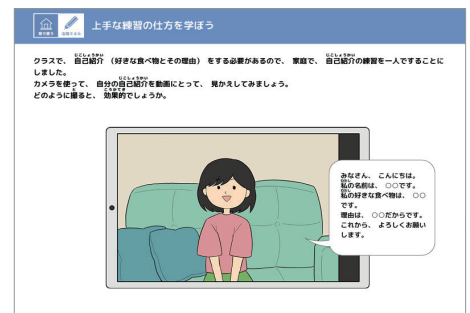 上手な練習の仕方を学ぼう
クラスで、 自己紹介 （好きな食べ物とその理由） をする必要があるので、 家庭で、 自己紹介の練習を一人ですることに
しました。
カメラを使って、 自分の自己紹介を動画にとって、 見かえしてみましょう。
どのように撮ると、 効果的でしょうか。
みなさん、 こんにちは。
私の名前は、 ○○です。
私の好きな食べ物は、 ○○
です。
理由は、 ○○だからです。
これから、 よろしくお願い
します。